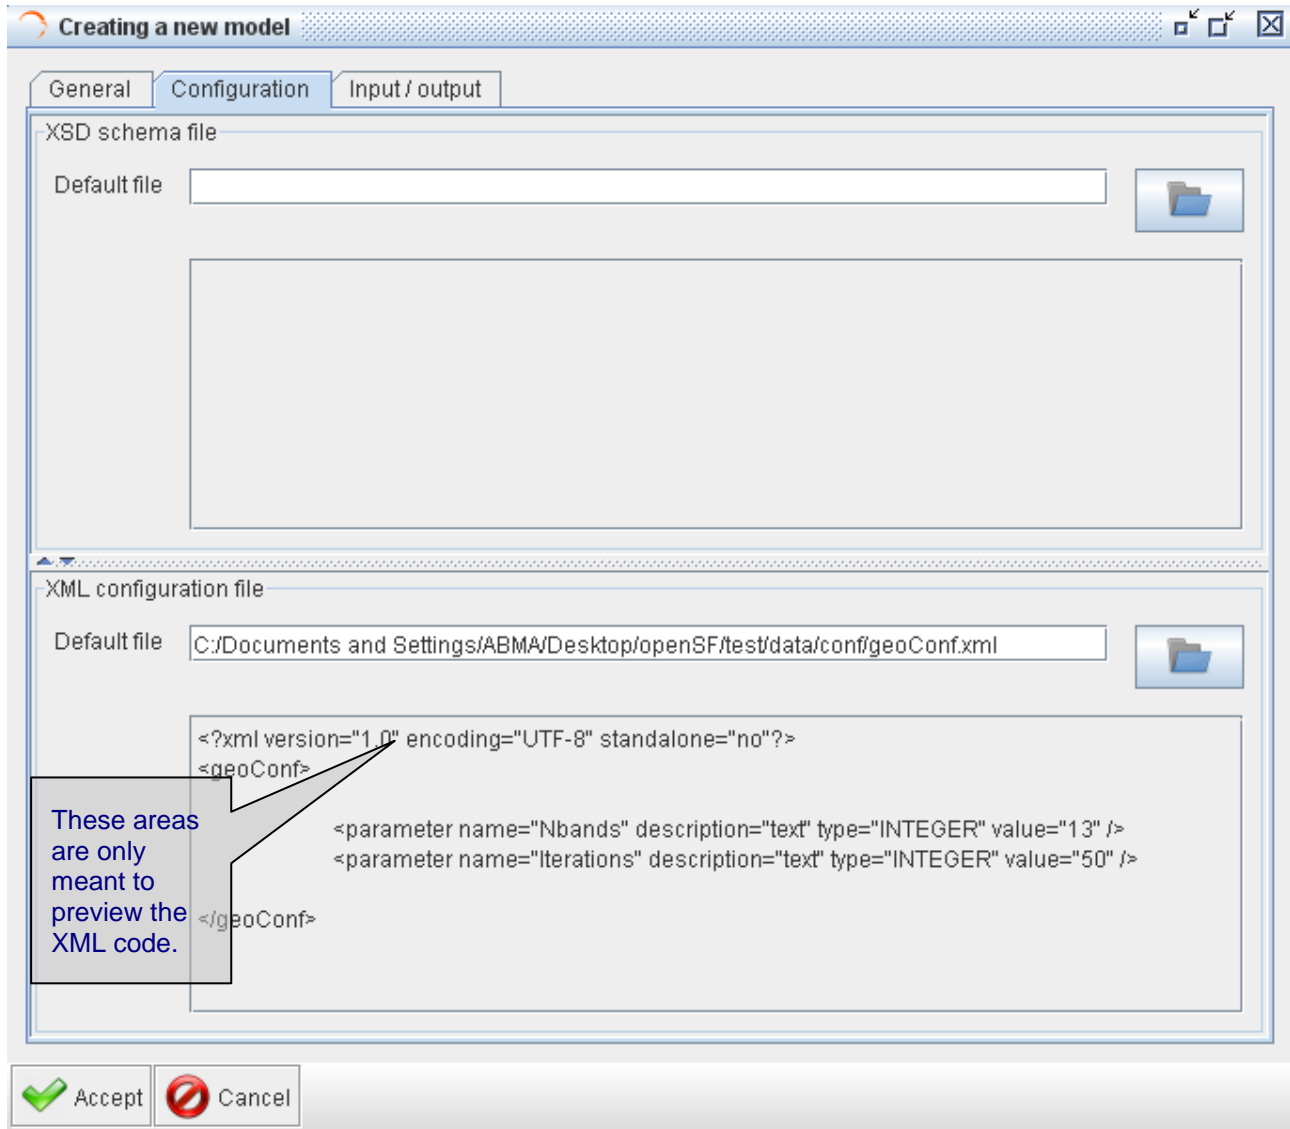 Creating a new model
General Configuration Input / output
XSD schema file
Default file
XML configuration file
Default file C:/Documents and Settings/ABMA/Desktop/openSF/test/data/conf/geoConf.xml
<?xml version="1.0" encoding="UTF-8" standalone="no"?>
<geoConf>
<parameter name="Nbands" description="text" type="INTEGER" value="13" />
<parameter name="Iterations" description="text" type="INTEGER" value="50" />
</geoConf>
These areas
are only
meant to
preview the
XML code.
Accept Cancel